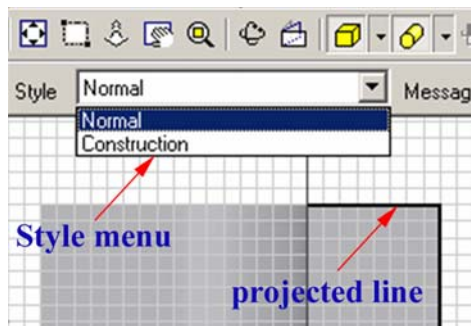 Style Normal Messag
Normal
Construction
Style menu
projected line